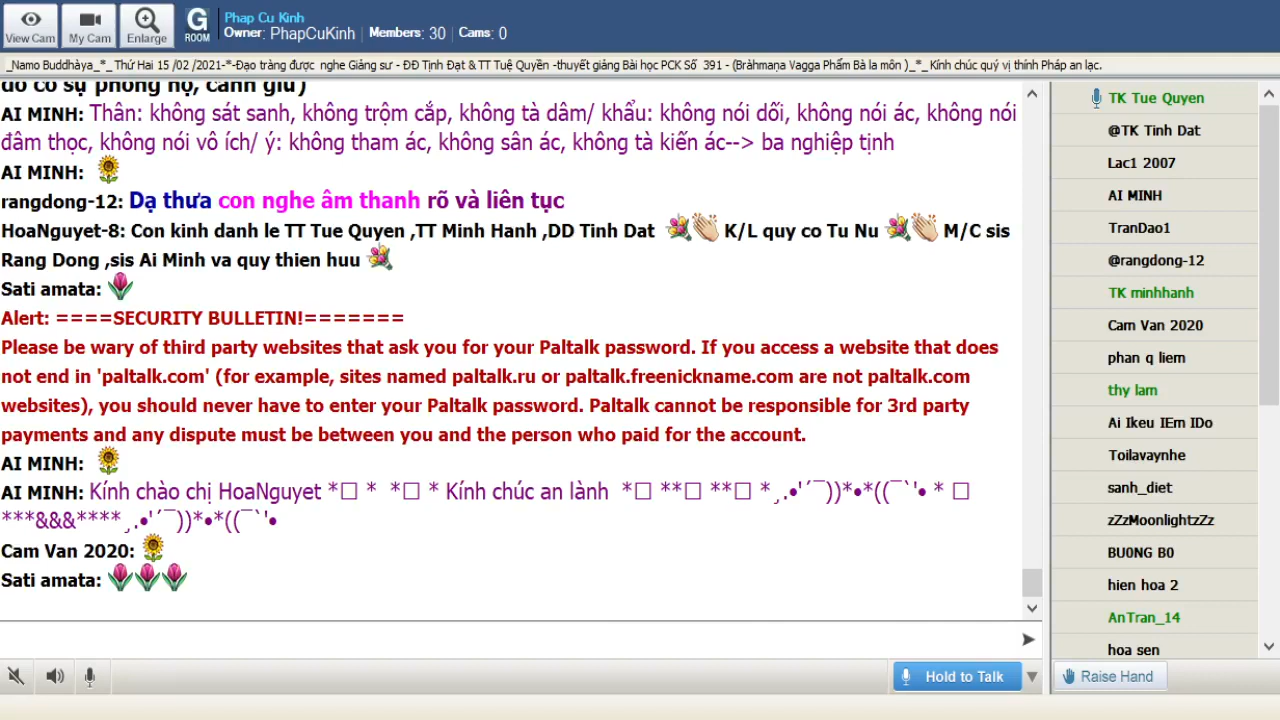 View Cam
My Cam
Enlarge
G
ROOM
Phap Cu Kinh
Owner: PhapCuKinh
Members: 30
Cams: 0
_Namo Buddhàya_*_ Thứ Hai 15 /02 /2021-*-Đạo tràng được nghe Giảng sư - ĐĐ Tịnh Đạt & TT Tuệ Quyền -thuyết giảng Bài học PCK Số 391 - (Bràhmaṇa Vagga Phẩm Bà la môn )_*_ Kính chúc quý vị thính Pháp an lạc.
do có sự phòng hộ, canh giữ)
AI MINH: Thân: không sát sanh, không trộm cắp, không tà dâm/ khẩu: không nói dối, không nói ác, không nói
đâm thọc, không nói vô ích/ ý: không tham ác, không sân ác, không tà kiến ác--> ba nghiệp tịnh
AI MINH: 🌻
rangdong-12: Dạ thưa con nghe âm thanh rõ và liên tục
HoaNguyet-8: Con kinh danh le TT Tue Quyen ,TT Minh Hanh ,DD Tinh Dat 💐👏 K/L quy co Tu Nu 💐👏 M/C sis
Rang Dong ,sis Ai Minh va quy thien huu 💐
Sati amata: 🌷
Alert: ====SECURITY BULLETIN!=======
Please be wary of third party websites that ask you for your Paltalk password. If you access a website that does
not end in 'paltalk.com' (for example, sites named paltalk.ru or paltalk.freenickname.com are not paltalk.com
websites), you should never have to enter your Paltalk password. Paltalk cannot be responsible for 3rd party
payments and any dispute must be between you and the person who paid for the account.
AI MINH: 🌻
AI MINH: Kính chào chị HoaNguyet *□ * *□ * Kính chúc an lành *□ **□ **□ *¸.•'´¯))*•*((¯`'• * □
***&&&****¸.•'´¯))*•*((¯`'•
Cam Van 2020: 🌻
Sati amata: 🌷🌷🌷
Hold to Talk
TK Tue Quyen
@TK Tinh Dat
Lac1 2007
AI MINH
TranDao1
@rangdong-12
TK minhhanh
Cam Van 2020
phan q liem
thy lam
Ai Ikeu IEm IDo
Toilavaynhe
sanh_diet
zZzMoonlightzZz
BU0NG B0
hien hoa 2
AnTran_14
hoa sen
Raise Hand